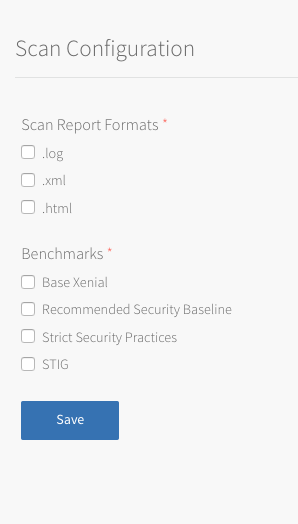 Scan Configuration
Scan Report Formats *
.log
.xml
.html
Benchmarks *
Base Xenial
Recommended Security Baseline
Strict Security Practices
STIG
Save